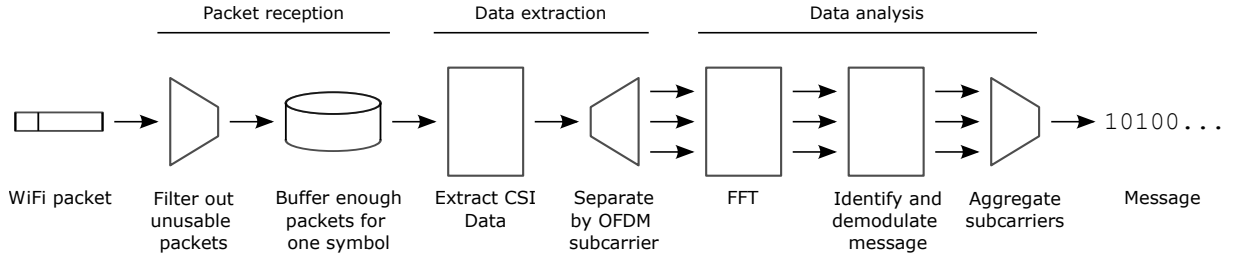 Packet reception
Data extraction
Data analysis
10100...
WiFi packet
Filter out
unusable
packets
Buffer enough
packets for
one symbol
Extract CSI
Data
Separate
by OFDM
subcarrier
FFT
Identify and
demodulate
message
Aggregate
subcarriers
Message